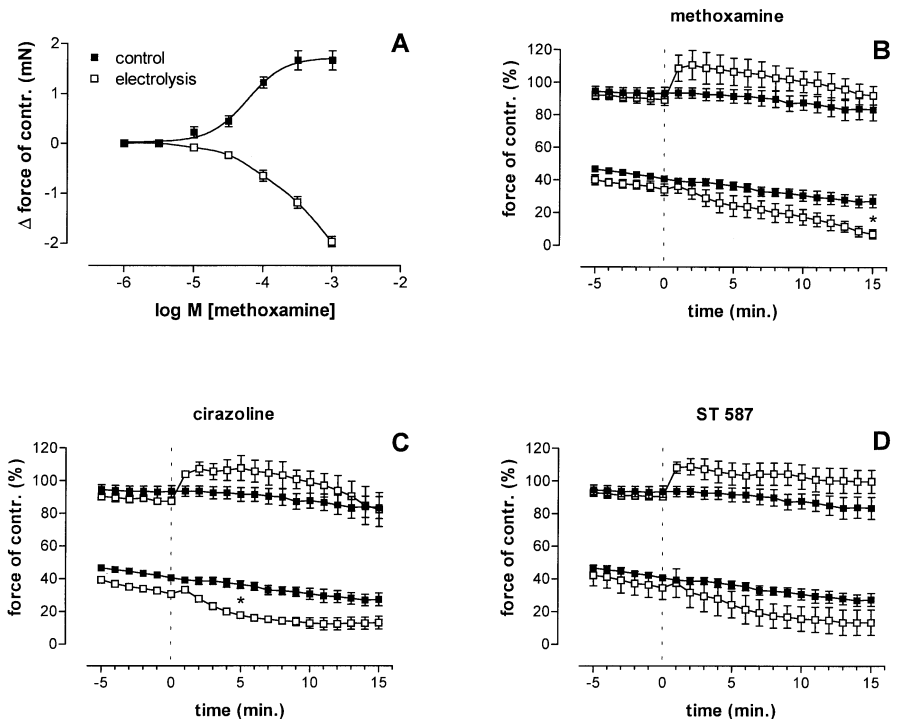 A
Δ force of contr. (mN)
2
1
0
-1
-2
control
electrolysis
-6 -5 -4 -3 -2
log M [methoxamine]
methoxamine
B
force of contr. (%)
120
100
80
60
40
20
0
*
-5 0 5 10 15
time (min.)
cirazoline
C
force of contr. (%)
120
100
80
60
40
20
0
*
-5 0 5 10 15
time (min.)
ST 587
D
force of contr. (%)
120
100
80
60
40
20
0
-5 0 5 10 15
time (min.)